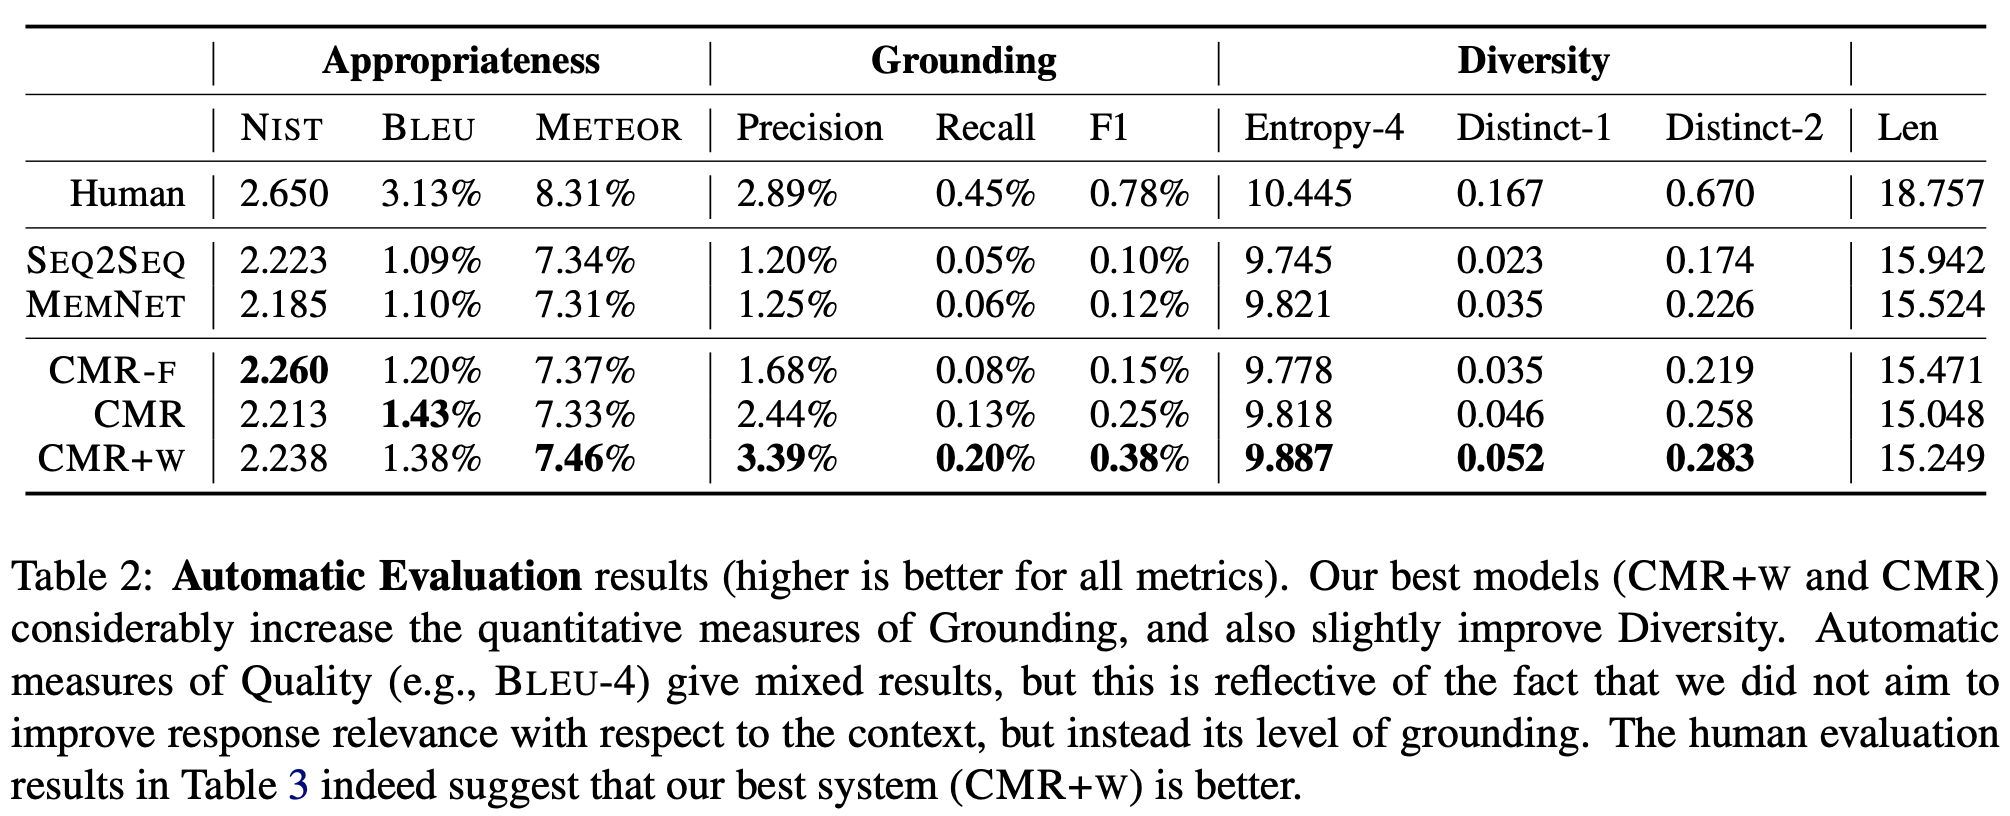 Appropriateness Grounding Diversity
NIST BLEU METEOR Precision Recall F1 Entropy-4 Distinct-1 Distinct-2 Len
Human 2.650 3.13% 8.31% 2.89% 0.45% 0.78% 10.445 0.167 0.670 18.757
SEQ2SEQ 2.223 1.09% 7.34% 1.20% 0.05% 0.10% 9.745 0.023 0.174 15.942
MEMNET 2.185 1.10% 7.31% 1.25% 0.06% 0.12% 9.821 0.035 0.226 15.524
CMR-F 2.260 1.20% 7.37% 1.68% 0.08% 0.15% 9.778 0.035 0.219 15.471
CMR 2.213 1.43% 7.33% 2.44% 0.13% 0.25% 9.818 0.046 0.258 15.048
CMR+W 2.238 1.38% 7.46% 3.39% 0.20% 0.38% 9.887 0.052 0.283 15.249
Table 2: Automatic Evaluation results (higher is better for all metrics). Our best models (CMR+W and CMR)
considerably increase the quantitative measures of Grounding, and also slightly improve Diversity. Automatic
measures of Quality (e.g., BLEU-4) give mixed results, but this is reflective of the fact that we did not aim to
improve response relevance with respect to the context, but instead its level of grounding. The human evaluation
results in Table 3 indeed suggest that our best system (CMR+W) is better.